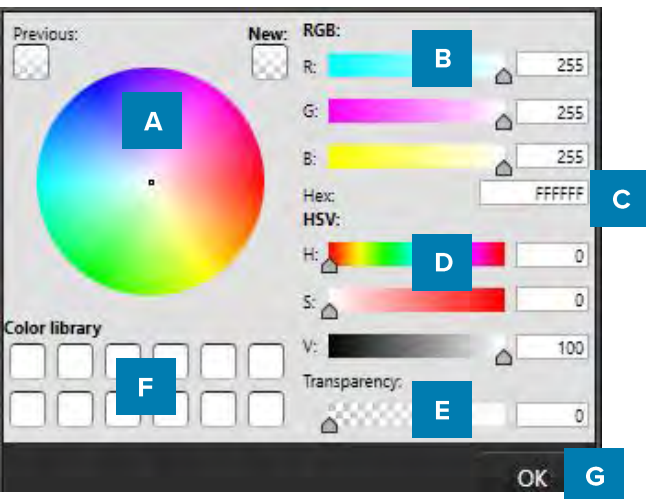 Previous:
New:
A
RGB:
R:
B
255
G:
255
B:
255
Hex:
FFFFFF
C
HSV:
H:
D
0
S:
0
V:
100
Transparency:
E
0
Color library
F
OK
G